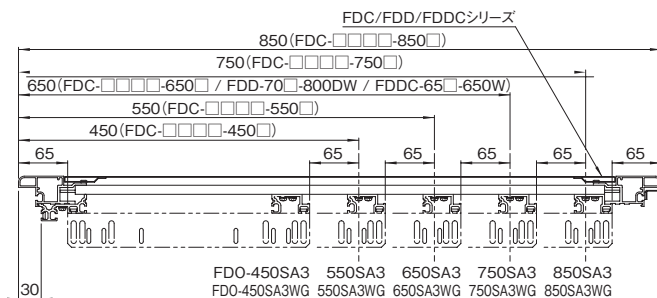 FDC/FDD/FDDCシリーズ
850(FDC-□□□□-850□)
750(FDC-□□□□-750□)
650(FDC-□□□□-650□ / FDD-70□-800DW / FDDC-65□-650W)
550(FDC-□□□□-550□)
450(FDC-□□□□-450□)
65 65 65 65 65 65
FDO-450SA3 550SA3 650SA3 750SA3 850SA3
30 FDO-450SA3WG 550SA3WG 650SA3WG 750SA3WG 850SA3WG